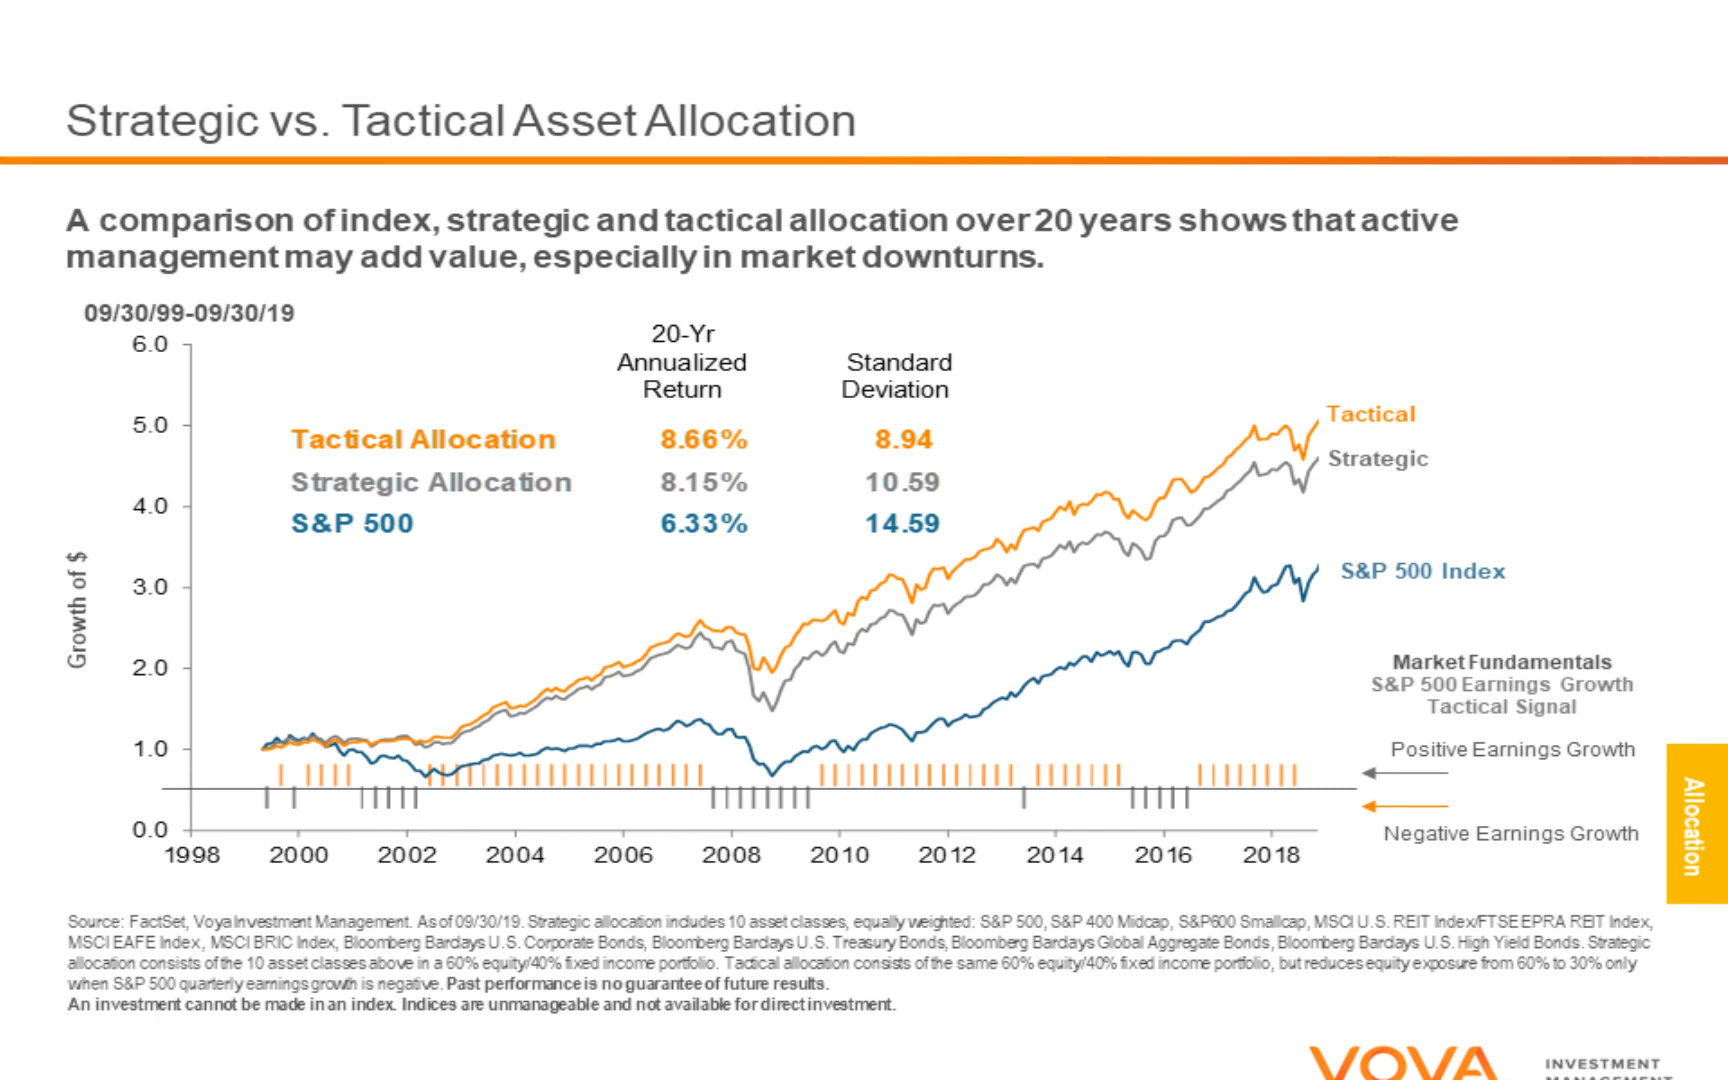 Strategic vs. Tactical Asset Allocation
A comparison of index, strategic and tactical allocation over 20 years shows that active
management may add value, especially in market downturns.
09/30/99-09/30/19
20-Yr
Annualized
Return
Standard
Deviation
Tactical Allocation 8.66% 8.94
Strategic Allocation 8.15% 10.59
S&P 500 6.33% 14.59
Growth of $
6.0
5.0
4.0
3.0
2.0
1.0
0.0
1998 2000 2002 2004 2006 2008 2010 2012 2014 2016 2018
Tactical
Strategic
S&P 500 Index
Market Fundamentals
S&P 500 Earnings Growth
Tactical Signal
Positive Earnings Growth
Negative Earnings Growth
Allocation
Source: FactSet, Voya Investment Management. As of 09/30/19. Strategic allocation includes 10 asset classes, equally weighted: S&P 500, S&P 400 Midcap, S&P600 Smallcap, MSCI U.S. REIT Index/FTSE EPRA REIT Index,
MSCI EAFE Index, MSCI BRIC Index, Bloomberg Barclays U.S. Corporate Bonds, Bloomberg Barclays U.S. Treasury Bonds, Bloomberg Barclays Global Aggregate Bonds, Bloomberg Barclays U.S. High Yield Bonds. Strategic
allocation consists of the 10 asset classes above in a 60% equity/40% fixed income portfolio. Tactical allocation consists of the same 60% equity/40% fixed income portfolio, but reduces equity exposure from 60% to 30% only
when S&P 500 quarterly earnings growth is negative. Past performance is no guarantee of future results.
An investment cannot be made in an index. Indices are unmanageable and not available for direct investment.
VOYA
INVESTMENT
MANAGEMENT